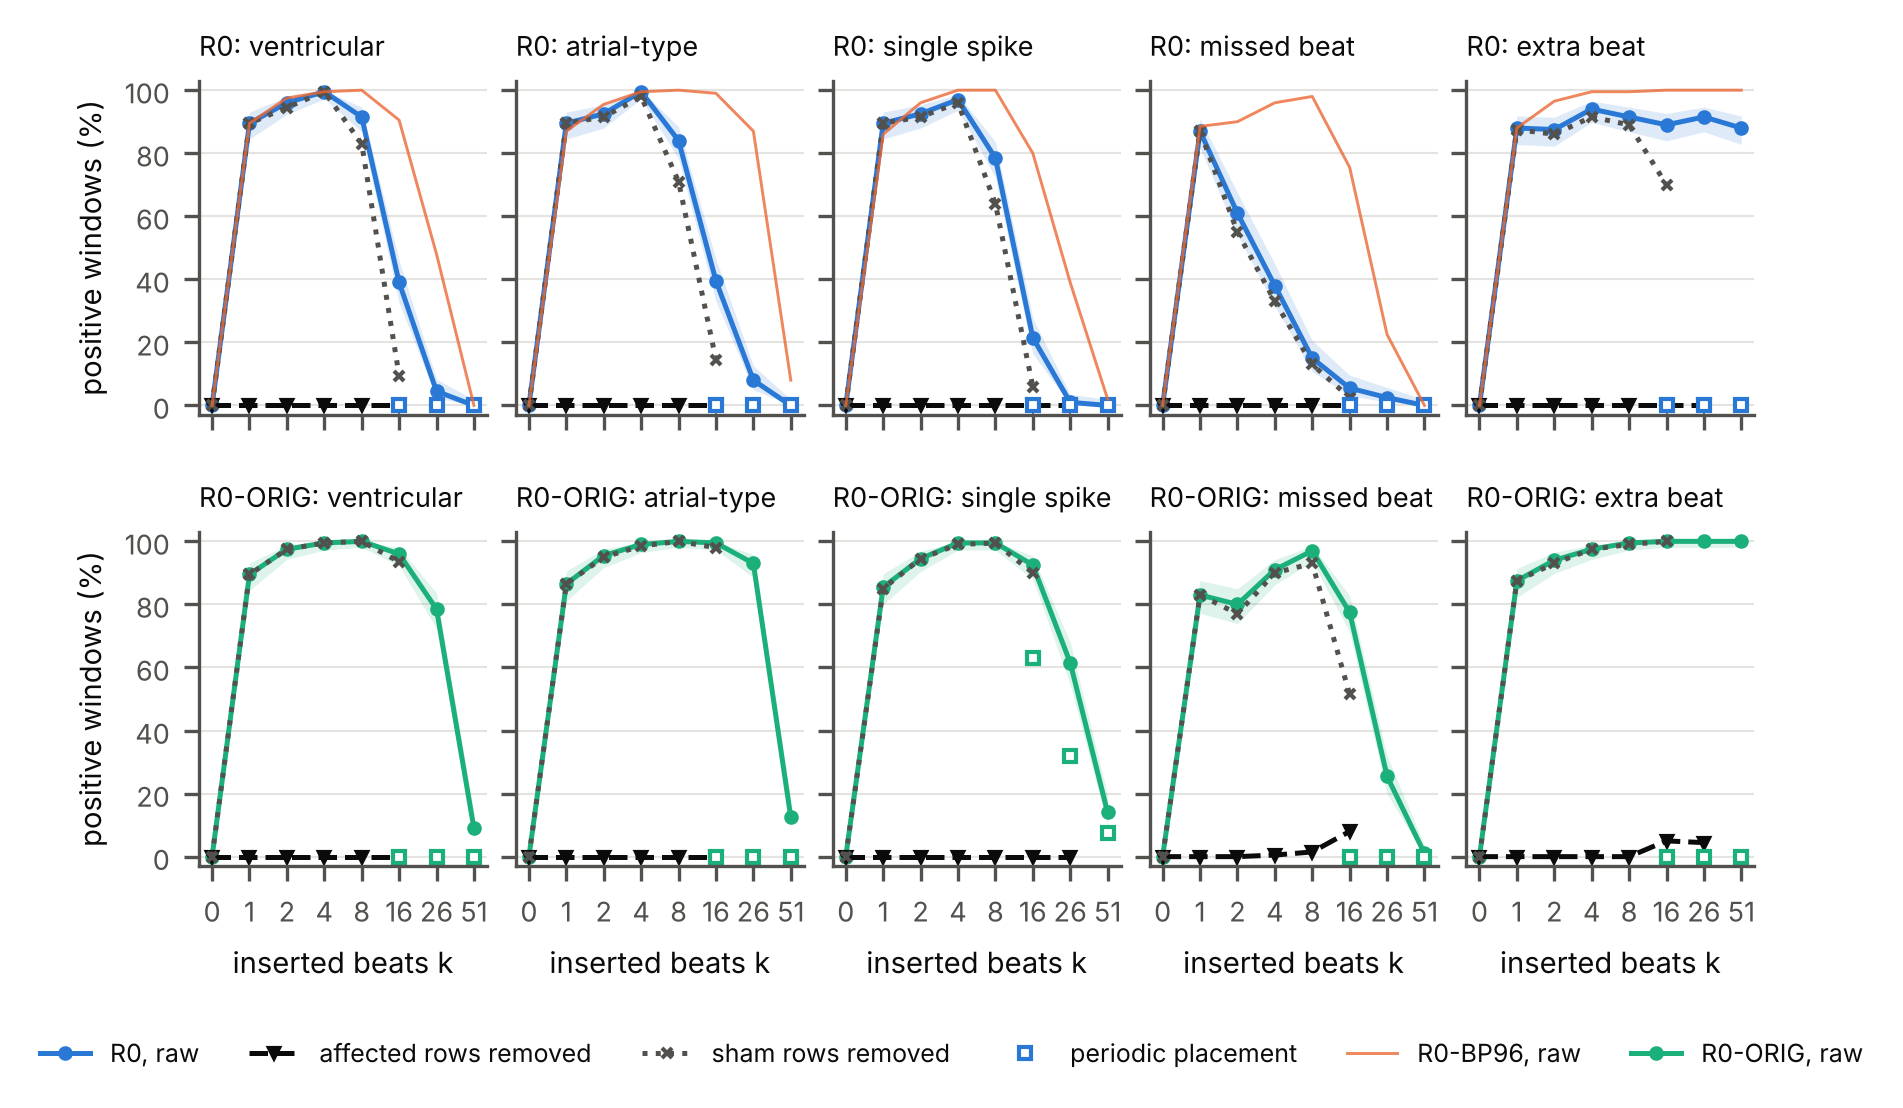 R0: ventricular
R0: atrial-type
R0: single spike
R0: missed beat
R0: extra beat
positive windows (%)
100
80
60
40
20
0
R0-ORIG: ventricular
R0-ORIG: atrial-type
R0-ORIG: single spike
R0-ORIG: missed beat
R0-ORIG: extra beat
positive windows (%)
100
80
60
40
20
0
0 1 2 4 8 16 26 51
0 1 2 4 8 16 26 51
0 1 2 4 8 16 26 51
0 1 2 4 8 16 26 51
0 1 2 4 8 16 26 51
inserted beats k
inserted beats k
inserted beats k
inserted beats k
inserted beats k
R0, raw
affected rows removed
sham rows removed
periodic placement
R0-BP96, raw
R0-ORIG, raw